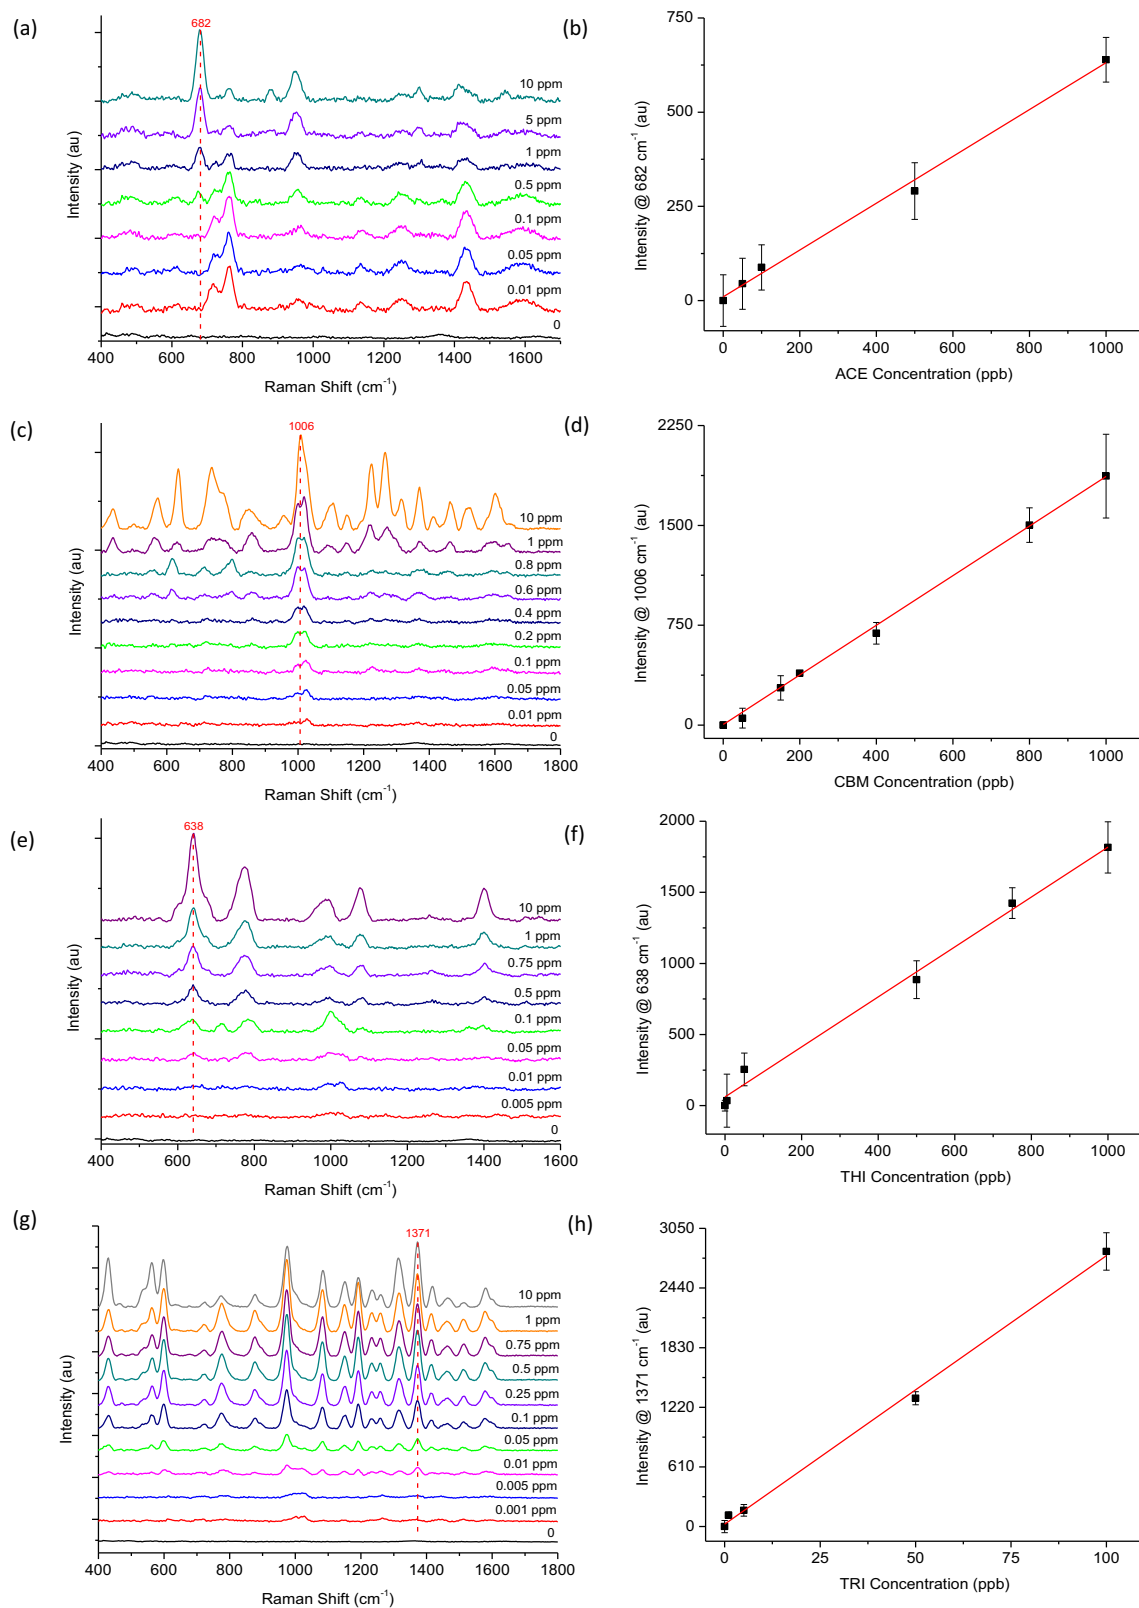 (a)
682
10 ppm
5 ppm
1 ppm
0.5 ppm
0.1 ppm
0.05 ppm
0.01 ppm
0
Intensity (au)
400 600 800 1000 1200 1400 1600
Raman Shift (cm⁻¹)
(b)
750
500
250
0
Intensity @ 682 cm⁻¹ (au)
0 200 400 600 800 1000
ACE Concentration (ppb)
(c)
1006
10 ppm
1 ppm
0.8 ppm
0.6 ppm
0.4 ppm
0.2 ppm
0.1 ppm
0.05 ppm
0.01 ppm
0
Intensity (au)
400 600 800 1000 1200 1400 1600 1800
Raman Shift (cm⁻¹)
(d)
2250
1500
750
0
Intensity @ 1006 cm⁻¹ (au)
0 200 400 600 800 1000
CBM Concentration (ppb)
(e)
638
10 ppm
1 ppm
0.75 ppm
0.5 ppm
0.1 ppm
0.05 ppm
0.01 ppm
0.005 ppm
0
Intensity (au)
400 600 800 1000 1200 1400 1600
Raman Shift (cm⁻¹)
(f)
2000
1500
1000
500
0
Intensity @ 638 cm⁻¹ (au)
0 200 400 600 800 1000
THI Concentration (ppb)
(g)
1371
10 ppm
1 ppm
0.75 ppm
0.5 ppm
0.25 ppm
0.1 ppm
0.05 ppm
0.01 ppm
0.005 ppm
0.001 ppm
0
Intensity (au)
400 600 800 1000 1200 1400 1600 1800
Raman Shift (cm⁻¹)
(h)
3050
2440
1830
1220
610
0
Intensity @ 1371 cm⁻¹ (au)
0 25 50 75 100
TRI Concentration (ppb)